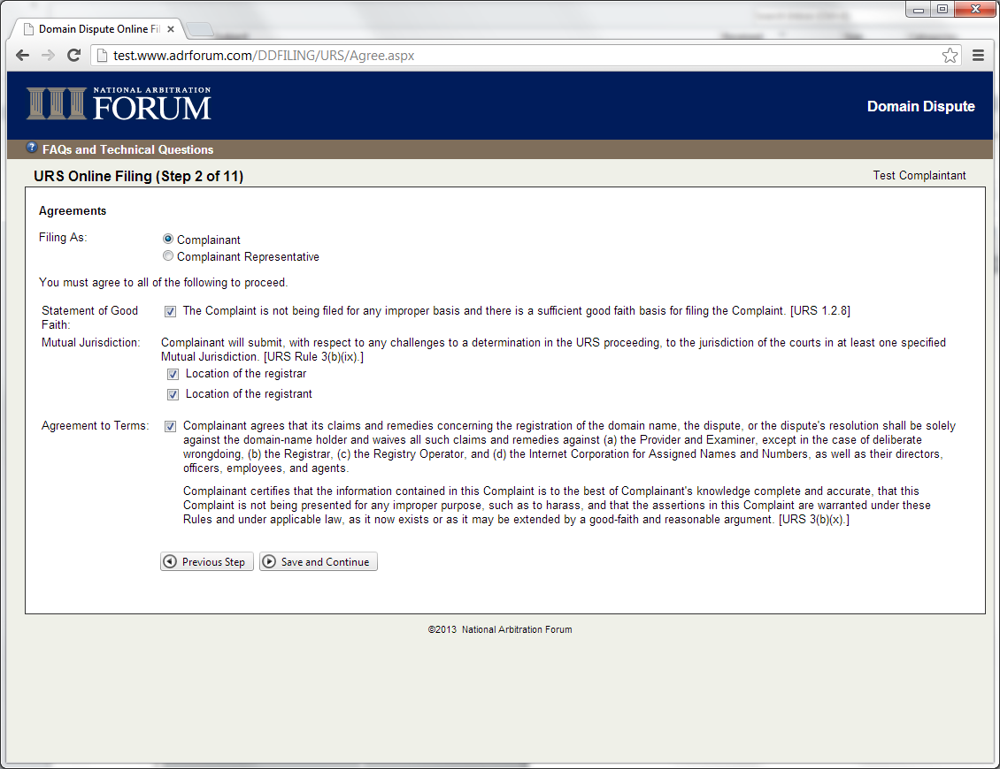 Domain Dispute Online Fil
test.www.adrforum.com/DDFILING/URS/Agree.aspx
NATIONAL ARBITRATION
FORUM
Domain Dispute
? FAQs and Technical Questions
URS Online Filing (Step 2 of 11)
Test Complaintant
Agreements
Filing As:
Complainant
Complainant Representative
You must agree to all of the following to proceed.
Statement of Good
Faith:
The Complaint is not being filed for any improper basis and there is a sufficient good faith basis for filing the Complaint. [URS 1.2.8]
Mutual Jurisdiction:
Complainant will submit, with respect to any challenges to a determination in the URS proceeding, to the jurisdiction of the courts in at least one specified
Mutual Jurisdiction. [URS Rule 3(b)(ix).]
Location of the registrar
Location of the registrant
Agreement to Terms:
Complainant agrees that its claims and remedies concerning the registration of the domain name, the dispute, or the dispute's resolution shall be solely
against the domain-name holder and waives all such claims and remedies against (a) the Provider and Examiner, except in the case of deliberate
wrongdoing, (b) the Registrar, (c) the Registry Operator, and (d) the Internet Corporation for Assigned Names and Numbers, as well as their directors,
officers, employees, and agents.
Complainant certifies that the information contained in this Complaint is to the best of Complainant's knowledge complete and accurate, that this
Complaint is not being presented for any improper purpose, such as to harass, and that the assertions in this Complaint are warranted under these
Rules and under applicable law, as it now exists or as it may be extended by a good-faith and reasonable argument. [URS 3(b)(x).]
Previous Step
Save and Continue
©2013 National Arbitration Forum